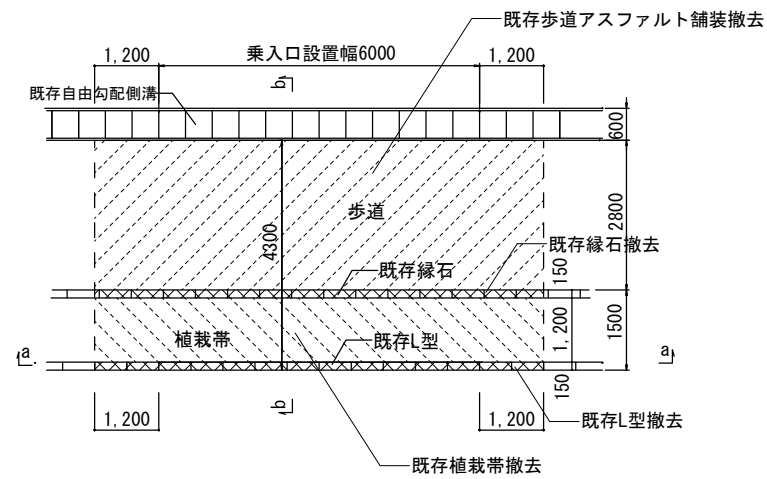 既存歩道アスファルト舗装撤去
1,200
乗入口設置幅6000
1,200
b
既存自由勾配側溝
600
歩道
2800
4300
既存縁石撤去
既存縁石
150
植栽帯
既存L型
1,200
1500
a
a
150
1,200
b
1,200
既存L型撤去
既存植栽帯撤去